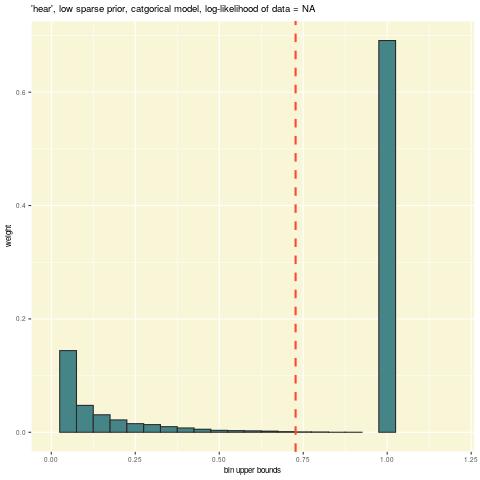 'hear', low sparse prior, catgorical model, log-likelihood of data = NA
weight
0.6
0.4
0.2
0.0
0.00 0.25 0.50 0.75 1.00 1.25
bin upper bounds